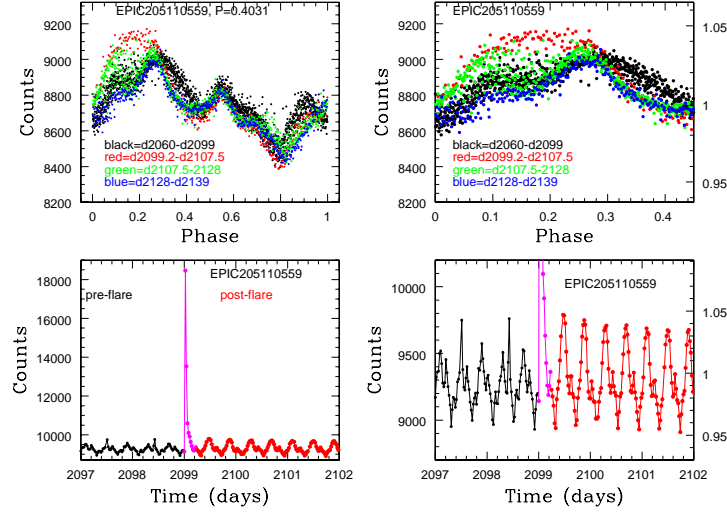 EPIC205110559, P=0.4031
9200
9000
8800
8600
8400
8200
Counts
black=d2060-d2099
red=d2099.2-d2107.5
green=d2107.5-2128
blue=d2128-d2139
0
0.2
0.4
0.6
0.8
1
Phase
EPIC205110559
9200
9000
8800
8600
8400
8200
Counts
1.05
1
0.95
black=d2060-d2099
red=d2099.2-d2107.5
green=d2107.5-2128
blue=d2128-d2139
0
0.1
0.2
0.3
0.4
Phase
EPIC205110559
18000
16000
14000
12000
10000
Counts
pre-flare
post-flare
2097
2098
2099
2100
2101
2102
Time (days)
EPIC205110559
10000
9500
9000
Counts
1.05
1
0.95
2097
2098
2099
2100
2101
2102
Time (days)